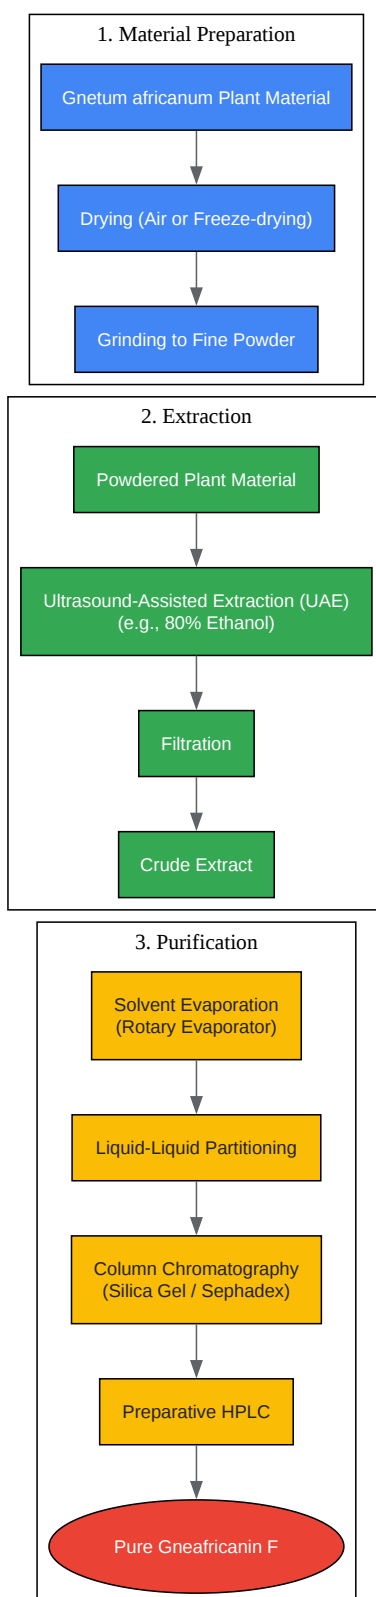 1. Material Preparation
Gnetum africanum Plant Material
Drying (Air or Freeze-drying)
Grinding to Fine Powder
2. Extraction
Powdered Plant Material
Ultrasound-Assisted Extraction (UAE)
(e.g., 80% Ethanol)
Filtration
Crude Extract
3. Purification
Solvent Evaporation
(Rotary Evaporator)
Liquid-Liquid Partitioning
Column Chromatography
(Silica Gel / Sephadex)
Preparative HPLC
Pure Gneafricanin F